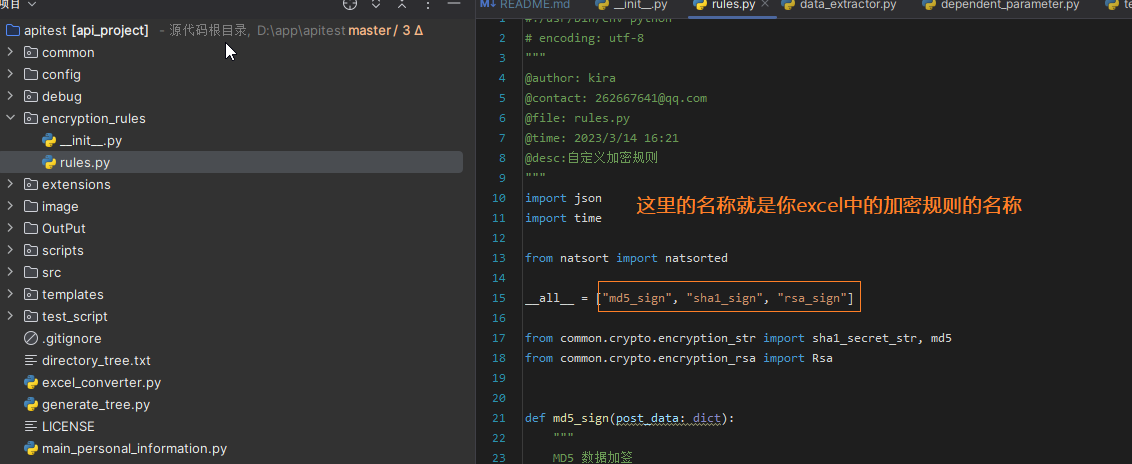 项目
README.md
__init__.py
rules.py
data_extractor.py
dependent_parameter.py
apitest [api_project] - 源代码根目录, D:\app\apitest master / 3 Δ
common
config
debug
encryption_rules
__init__.py
rules.py
extensions
image
OutPut
scripts
src
templates
test_script
.gitignore
directory_tree.txt
excel_converter.py
generate_tree.py
LICENSE
main_personal_information.py
1 #!/usr/bin/env python
2 # encoding: utf-8
3 """
4 @author: kira
5 @contact: 262667641@qq.com
6 @file: rules.py
7 @time: 2023/3/14 16:21
8 @desc:自定义加密规则
9 """
10 import json
11 import time
这里的名称就是你excel中的加密规则的名称
12
13 from natsort import natsorted
14
15 __all__ = ["md5_sign", "sha1_sign", "rsa_sign"]
16
17 from common.crypto.encryption_str import sha1_secret_str, md5
18 from common.crypto.encryption_rsa import Rsa
19
20
21 def md5_sign(post_data: dict):
22 """
23 MD5 数据加签